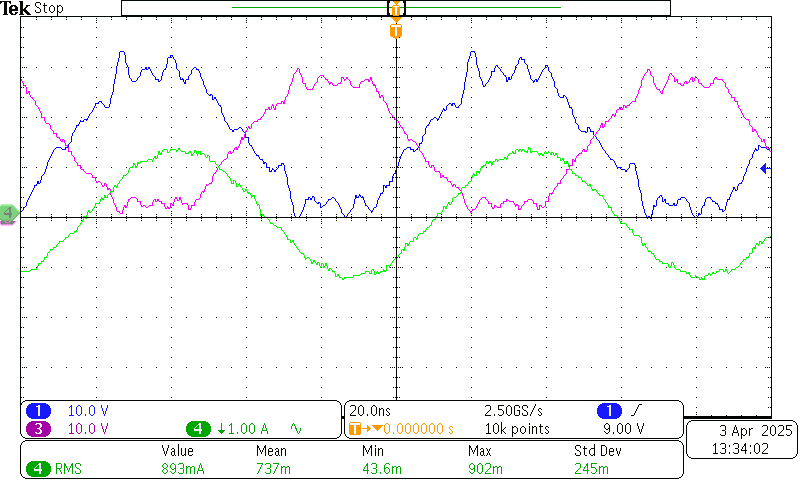 Tek Stop
T
T
4
1 10.0 V
3 10.0 V 4 ↓1.00 A ∿
20.0ns 2.50GS/s 1 ∫
T→▼0.000000 s 10k points 9.00 V
3 Apr 2025
13:34:02
Value Mean Min Max Std Dev
4 RMS 893mA 737m 43.6m 902m 245m